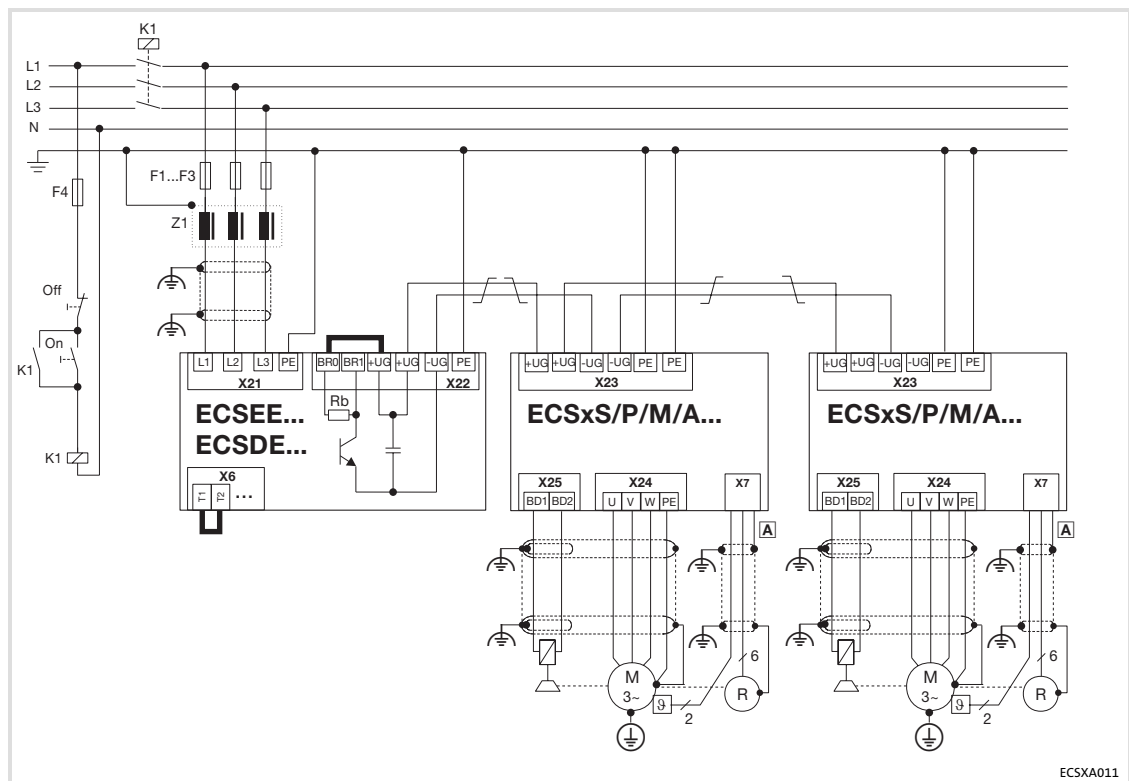 K1
L1
L2
L3
N
F4
F1...F3
Z1
Off
On
K1
K1
L1 L2 L3 PE
X21
BR0 BR1 +UG +UG -UG PE
X22
Rb
ECSEE...
ECSDE...
X6
T1 T2 ...
+UG +UG -UG -UG PE PE
X23
ECSxS/P/M/A...
X25
BD1 BD2
X24
U V W PE
X7
A
M
3~
ϑ
2
6
R
+UG +UG -UG -UG PE PE
X23
ECSxS/P/M/A...
X25
BD1 BD2
X24
U V W PE
X7
A
M
3~
ϑ
2
6
R
ECSXA011